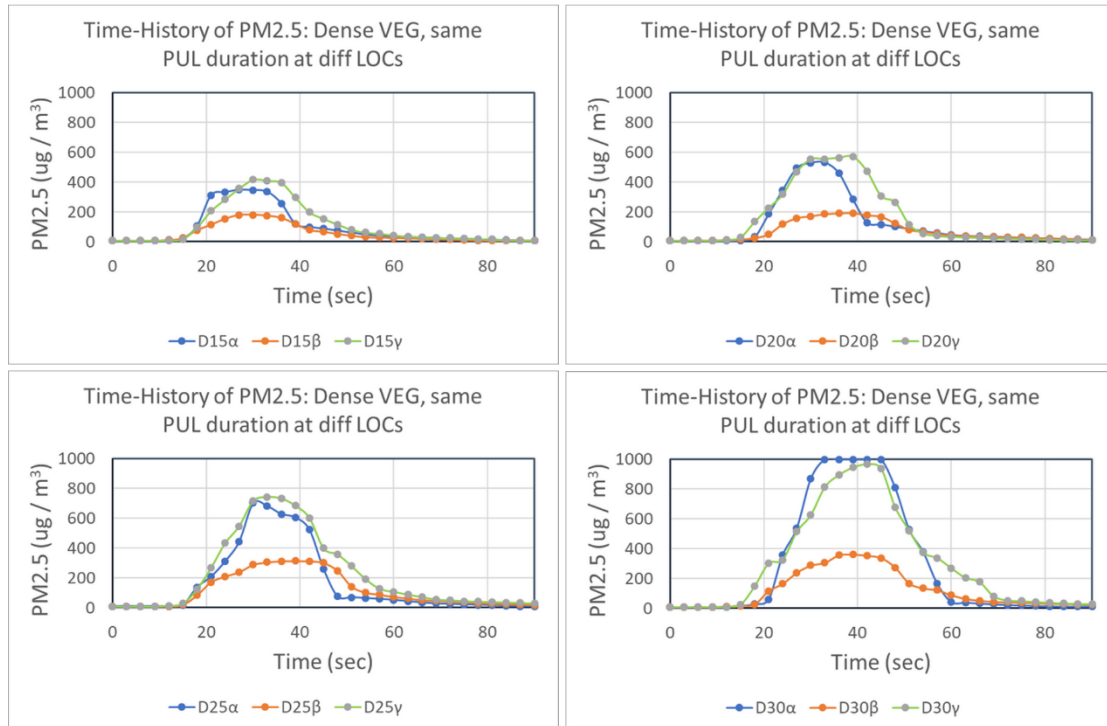 Time-History of PM2.5: Dense VEG, same
PUL duration at diff LOCs
PM2.5 (ug / m³)
1000
800
600
400
200
0
0 20 40 60 80
Time (sec)
D15α D15β D15γ
Time-History of PM2.5: Dense VEG, same
PUL duration at diff LOCs
PM2.5 (ug / m³)
1000
800
600
400
200
0
0 20 40 60 80
Time (sec)
D20α D20β D20γ
Time-History of PM2.5: Dense VEG, same
PUL duration at diff LOCs
PM2.5 (ug / m³)
1000
800
600
400
200
0
0 20 40 60 80
Time (sec)
D25α D25β D25γ
Time-History of PM2.5: Dense VEG, same
PUL duration at diff LOCs
PM2.5 (ug / m³)
1000
800
600
400
200
0
0 20 40 60 80
Time (sec)
D30α D30β D30γ